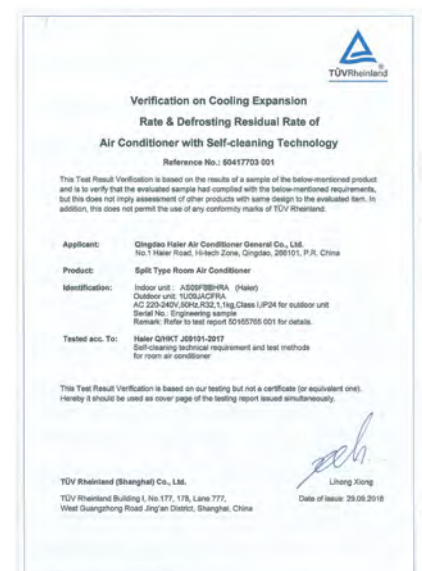 TÜVRheinland®
Verification on Cooling Expansion
Rate & Defrosting Residual Rate of
Air Conditioner with Self-cleaning Technology
Reference No.: 50417703 001
This Test Result Verification is based on the results of a sample of the below-mentioned product
and is to verify that the evaluated sample had complied with the below-mentioned requirements,
but this does not imply assessment of other products with same design to the evaluated item. In
addition, this does not permit the use of any conformity marks of TÜV Rheinland.
Applicant: Qingdao Haier Air Conditioner General Co., Ltd.
No.1 Haier Road, Hi-tech Zone, Qingdao, 266101, P.R. China
Product: Split Type Room Air Conditioner
Identification: Indoor unit : AS09FBBHRA (Haier)
Outdoor unit: 1U09JACFRA
AC 220-240V,50Hz,R32,1.1kg,Class I,IP24 for outdoor unit
Serial No.: Engineering sample
Remark: Refer to test report 50165765 001 for details.
Tested acc. To: Haier Q/HKT J09101-2017
Self-cleaning technical requirement and test methods
for room air conditioner
This Test Result Verification is based on our testing but not a certificate (or equivalent one).
Hereby it should be used as cover page of the testing report issued simultaneously.
TÜV Rheinland (Shanghai) Co., Ltd.
Lihong Xiong
TÜV Rheinland Building I, No.177, 178, Lane 777,
West Guangzhong Road Jing'an District, Shanghai, China
Date of issue: 29.09.2018